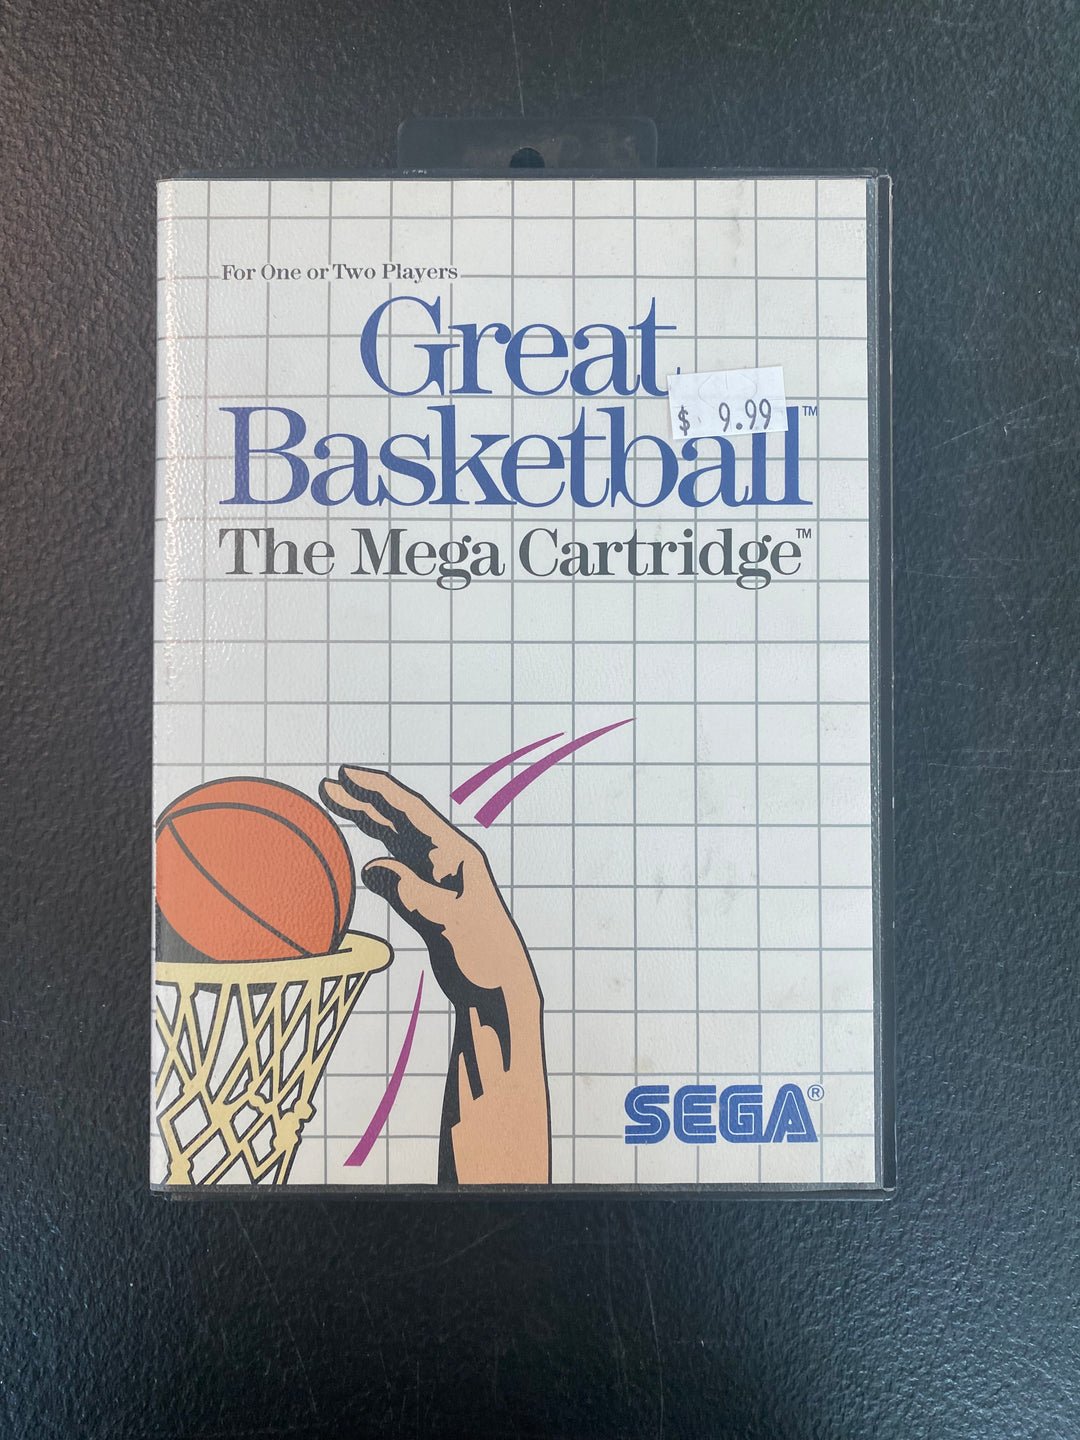 For One or Two Players
Great
$ 9.99
Basketball™
The Mega Cartridge™
SEGA®